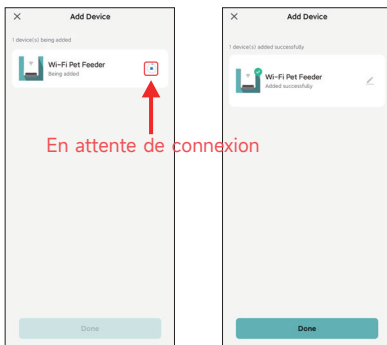 Add Device
1 device(s) being added
Wi-Fi Pet Feeder
Being added
En attente de connexion
Done
Add Device
1 device(s) added successfully
Wi-Fi Pet Feeder
Added successfully
Done